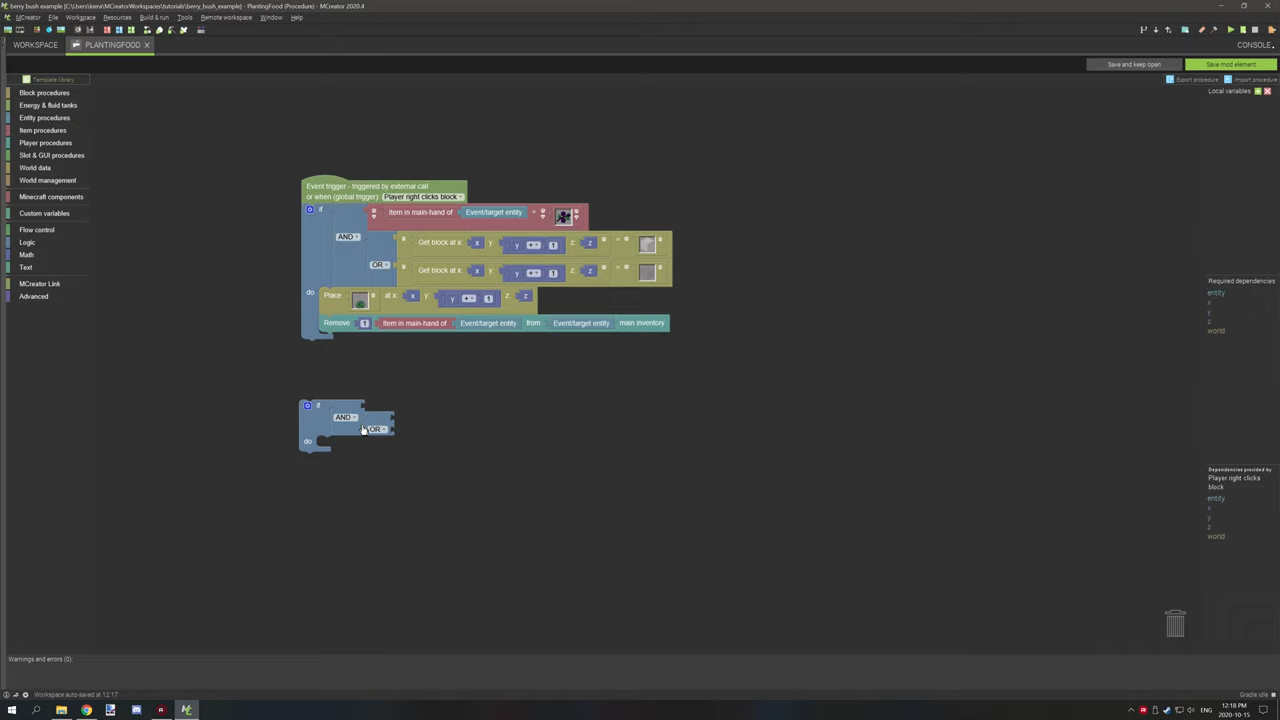 berry bush example [C:\Users\kiera\MCreatorWorkspaces\tutorials\berry_bush_example] - PlantingFood (Procedure) - MCreator 2020.4
MCreator File Workspace Resources Build & run Tools Remote workspace Window Help
WORKSPACE PLANTINGFOOD CONSOLE
Save and keep open Save mod element
Template library Export procedure Import procedure
Block procedures Local variables
Energy & fluid tanks
Entity procedures
Item procedures
Player procedures
Slot & GUI procedures
World data
World management
Minecraft components
Custom variables
Flow control
Logic
Math
Text
MCreator Link
Advanced
Event trigger - triggered by external call
or when (global trigger): Player right clicks block
if Item in main-hand of Event/target entity =
AND Get block at x: x y: y + 1 z: z =
OR Get block at x: x y: y + 1 z: z =
do Place at x: x y: y + 1 z: z
Remove 1 Item in main-hand of Event/target entity from Event/target entity main inventory
if
AND
OR
do
Required dependencies
entity
x
y
z
world
Dependencies provided by
Player right clicks
block
entity
x
y
z
world
Warnings and errors (0):
Workspace auto-saved at 12:17 Gradle idle
ENG 12:18 PM
2020-10-15